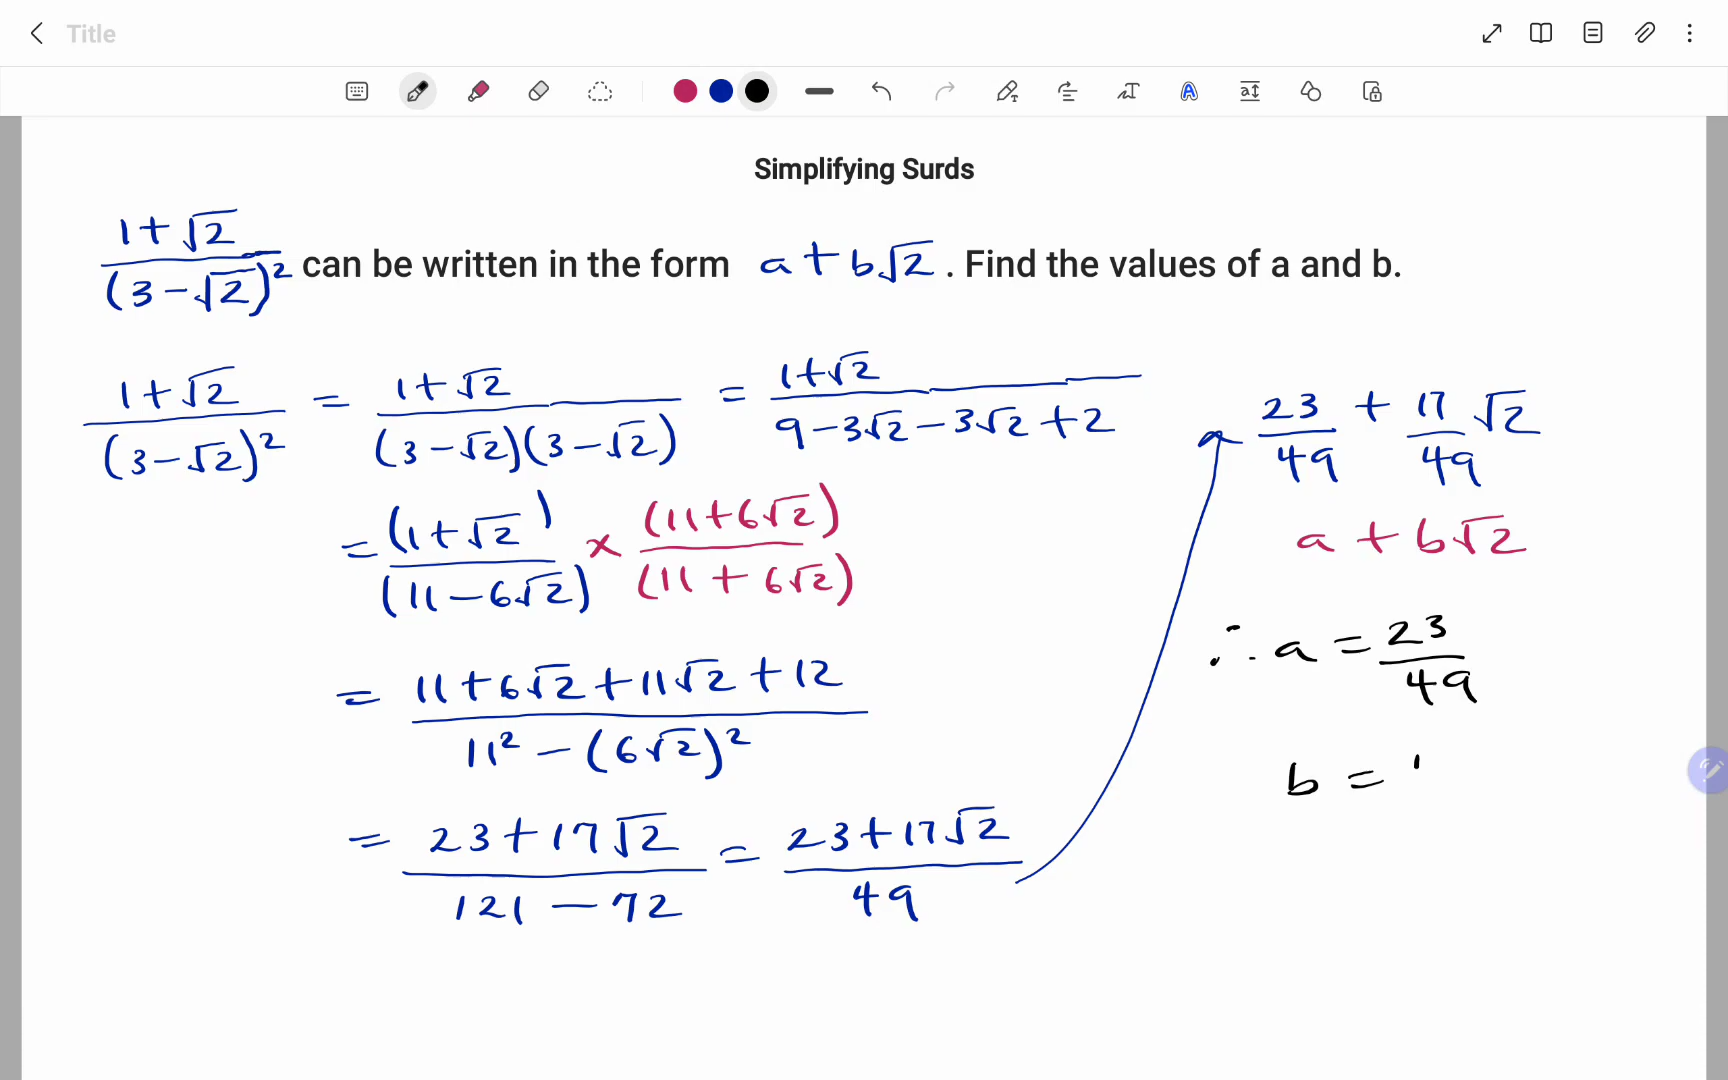 Title
Simplifying Surds
(1+√2)/(3-√2)² can be written in the form a+b√2. Find the values of a and b.
(1+√2)/(3-√2)² = (1+√2)/((3-√2)(3-√2)) = (1+√2)/(9-3√2-3√2+2)
= (1+√2)/(11-6√2) × (11+6√2)/(11+6√2)
= (11+6√2+11√2+12)/(11²-(6√2)²)
= (23+17√2)/(121-72) = (23+17√2)/49
23/49 + 17/49 √2
a + b√2
∴ a = 23/49
b =